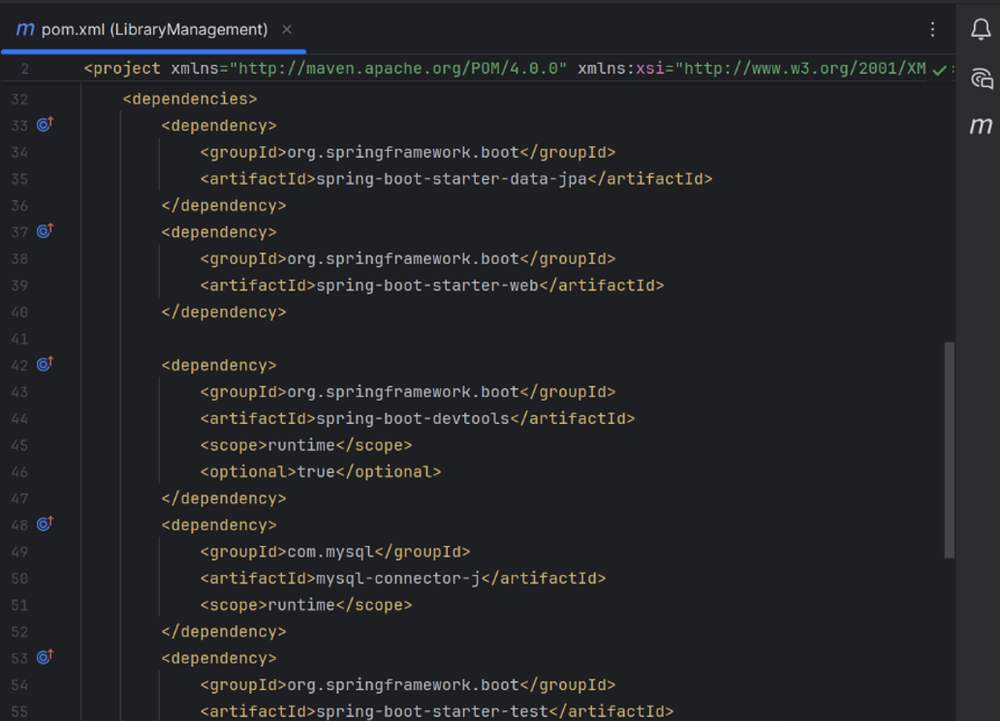 m pom.xml (LibraryManagement)
2 <project xmlns="http://maven.apache.org/POM/4.0.0" xmlns:xsi="http://www.w3.org/2001/XM
32 <dependencies>
33 <dependency>
34 <groupId>org.springframework.boot</groupId>
35 <artifactId>spring-boot-starter-data-jpa</artifactId>
36 </dependency>
37 <dependency>
38 <groupId>org.springframework.boot</groupId>
39 <artifactId>spring-boot-starter-web</artifactId>
40 </dependency>
41
42 <dependency>
43 <groupId>org.springframework.boot</groupId>
44 <artifactId>spring-boot-devtools</artifactId>
45 <scope>runtime</scope>
46 <optional>true</optional>
47 </dependency>
48 <dependency>
49 <groupId>com.mysql</groupId>
50 <artifactId>mysql-connector-j</artifactId>
51 <scope>runtime</scope>
52 </dependency>
53 <dependency>
54 <groupId>org.springframework.boot</groupId>
55 <artifactId>spring-boot-starter-test</artifactId>
m